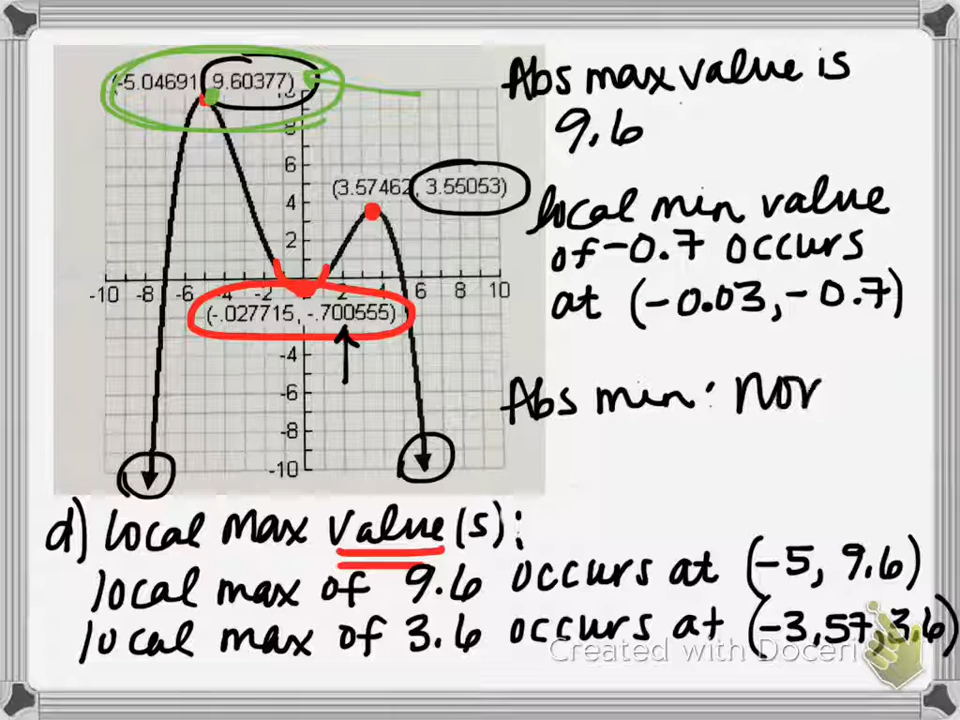 (-5.04691, 9.60377)
Abs max value is
9.6
10
8
6
4
2
(3.57462, 3.55053)
local min value
of -0.7 occurs
at (-0.03, -0.7)
-10 -8 -6 -4 -2 2 4 6 8 10
(-.027715, -.700555)
-4
-6
-8
-10
Abs min: Non
d) local max value(s):
local max of 9.6 occurs at (-5, 9.6)
local max of 3.6 occurs at (-3,57,3.6)
Created with Doceri